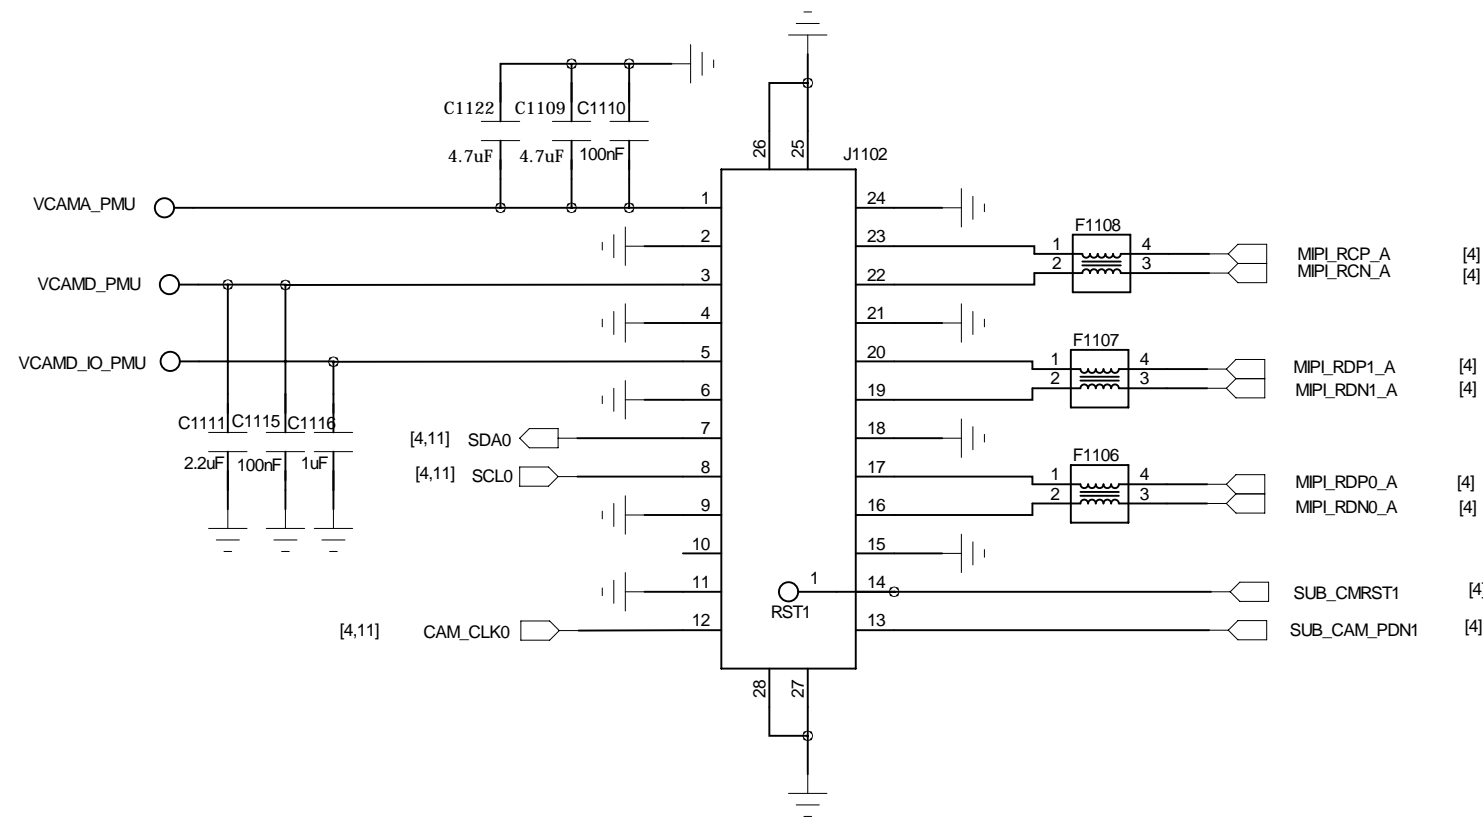 C1122 C1109 C1110
4.7uF 4.7uF 100nF
26 25
J1102
VCAMA_PMU 1
2
VCAMD_PMU 3
4
VCAMD_IO_PMU 5
6
C1111 C1115 C1116
2.2uF 100nF 1uF
[4,11] SDA0 7
[4,11] SCL0 8
9
10
11
[4,11] CAM_CLK0 12
RST1 1
24
23
22
F1108
1 4 MIPI_RCP_A [4]
2 3 MIPI_RCN_A [4]
21
20
19
F1107
1 4 MIPI_RDP1_A [4]
2 3 MIPI_RDN1_A [4]
18
17
16
F1106
1 4 MIPI_RDP0_A [4]
2 3 MIPI_RDN0_A [4]
15
14 SUB_CMRST1 [4]
13 SUB_CAM_PDN1 [4]
28 27